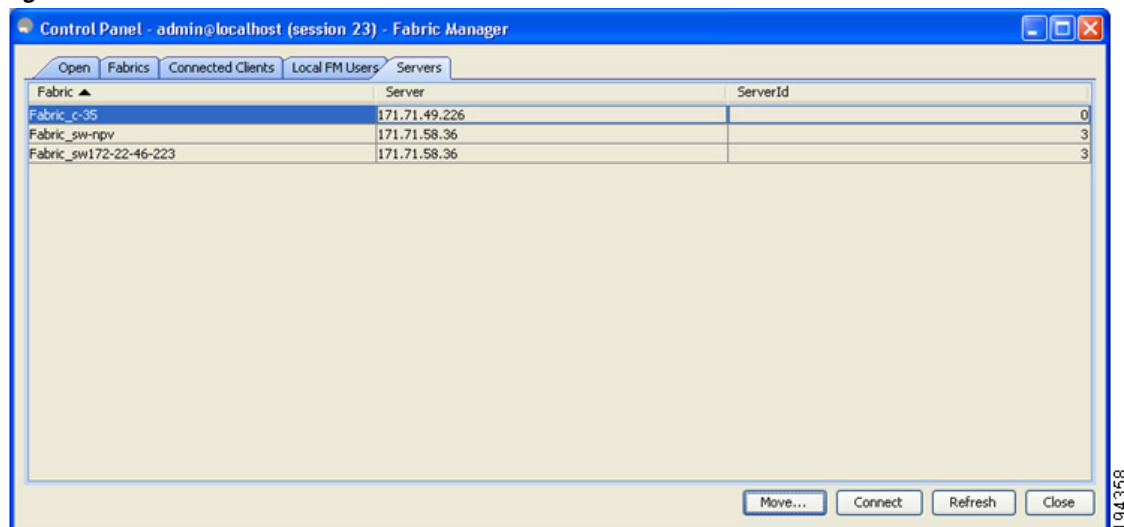 Control Panel - admin@localhost (session 23) - Fabric Manager
Open Fabrics Connected Clients Local FM Users Servers
Fabric Server ServerId
Fabric_c-35 171.71.49.226 0
Fabric_sw-npv 171.71.58.36 3
Fabric_sw172-22-46-223 171.71.58.36 3
Move... Connect Refresh Close
194358